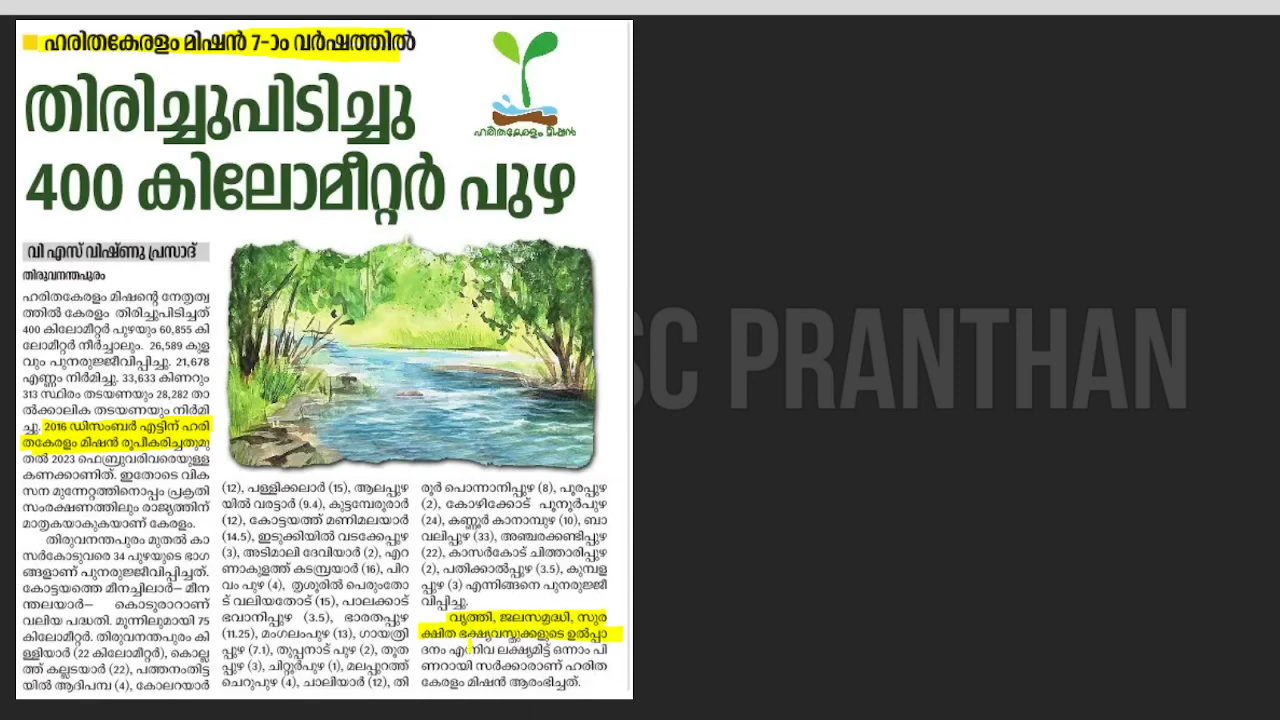 ഹരിതകേരളം മിഷൻ 7–ാം വർഷത്തിൽ
തിരിച്ചുപിടിച്ചു
400 കിലോമീറ്റർ പുഴ
ഹരിതകേരളം മിഷൻ
വി എസ് വിഷ്ണു പ്രസാദ്
തിരുവനന്തപുരം
ഹരിതകേരളം മിഷന്റെ നേതൃത്വ
ത്തിൽ കേരളം തിരിച്ചുപിടിച്ചത്
400 കിലോമീറ്റർ പുഴയും 60,855 കി
ലോമീറ്റർ നീർച്ചാലും. 26,589 കുള
വും പുനരുജ്ജീവിപ്പിച്ചു. 21,678
എണ്ണം നിർമിച്ചു. 33,633 കിണറും
313 സ്ഥിരം തടയണയും 28,282 താ
ൽക്കാലിക തടയണയും നിർമി
ച്ചു. 2016 ഡിസംബർ എട്ടിന് ഹരി
തകേരളം മിഷൻ രൂപീകരിച്ചതുമു
തൽ 2023 ഫെബ്രുവരിവരെയുള്ള
കണക്കാണിത്. ഇതോടെ വിക
സന മുന്നേറ്റത്തിനൊപ്പം പ്രകൃതി
സംരക്ഷണത്തിലും രാജ്യത്തിന്
മാതൃകയാകുകയാണ് കേരളം.
തിരുവനന്തപുരം മുതൽ കാ
സർകോടുവരെ 34 പുഴയുടെ ഭാഗ
ങ്ങളാണ് പുനരുജ്ജീവിപ്പിച്ചത്.
കോട്ടയത്തെ മീനച്ചിലാർ– മീന
ന്തലയാർ– കൊടൂരാറാണ്
വലിയ പദ്ധതി. മൂന്നിലുമായി 75
കിലോമീറ്റർ. തിരുവനന്തപുരം കി
ള്ളിയാർ (22 കിലോമീറ്റർ), കൊല്ല
ത്ത് കല്ലടയാർ (22), പത്തനംതിട്ട
യിൽ ആദിപമ്പ (4), കോലറയാർ
(12), പള്ളിക്കലാർ (15), ആലപ്പുഴ
യിൽ വരട്ടാർ (9.4), കുട്ടമ്പേരൂരാർ
(12), കോട്ടയത്ത് മണിമലയാർ
(14.5), ഇടുക്കിയിൽ വടക്കേപ്പുഴ
(3), അടിമാലി ദേവിയാർ (2), എറ
ണാകുളത്ത് കടമ്പ്രയാർ (16), പിറ
വം പുഴ (4), തൃശൂരിൽ പെരുംതോ
ട് വലിയതോട് (15), പാലക്കാട്
ഭവാനിപ്പുഴ (3.5), ഭാരതപ്പുഴ
(11.25), മംഗലംപുഴ (13), ഗായത്രി
പ്പുഴ (7.1), തുപ്പനാട് പുഴ (2), തൂത
പ്പുഴ (3), ചിറ്റൂർപുഴ (1), മലപ്പുറത്ത്
ചെറുപുഴ (4), ചാലിയാർ (12), തി
രൂർ പൊന്നാനിപ്പുഴ (8), പൂരപ്പുഴ
(2), കോഴിക്കോട് പൂനൂർപുഴ
(24), കണ്ണൂർ കാനാമ്പുഴ (10), ബാ
വലിപ്പുഴ (33), അഞ്ചരക്കണ്ടിപ്പുഴ
(22), കാസർകോട് ചിത്താരിപ്പുഴ
(2), പതിക്കാൽപ്പുഴ (3.5), കുമ്പള
പ്പുഴ (3) എന്നിങ്ങനെ പുനരുജ്ജീ
വിപ്പിച്ചു.
വൃത്തി, ജലസമൃദ്ധി, സുര
ക്ഷിത ഭക്ഷ്യവസ്തുക്കളുടെ ഉൽപ്പാ
ദനം എന്നിവ ലക്ഷ്യമിട്ട് ഒന്നാം പി
ണറായി സർക്കാരാണ് ഹരിത
കേരളം മിഷൻ ആരംഭിച്ചത്.
SC PRANTHAN